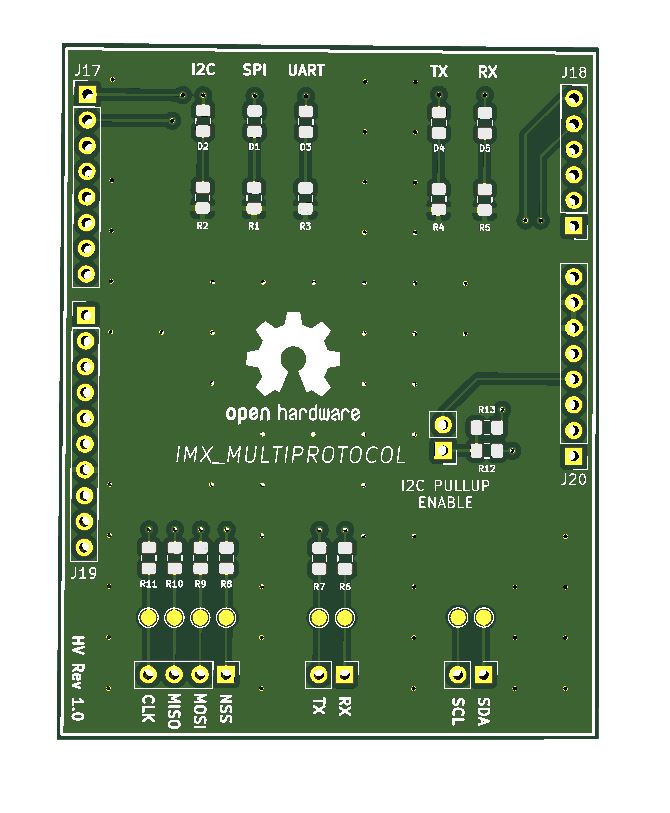 J17 I2C SPI UART TX RX J18
D2 D1 D3 D4 D5
R2 R1 R3 R4 R5
open hardware
R13
IMX_MULTIPROTOCOL
R12
I2C PULLUP
ENABLE
J20
J19
R11 R10 R9 R8 R7 R6
HV Rev 1.0
CLK MISO MOSI NSS TX RX SCL SDA